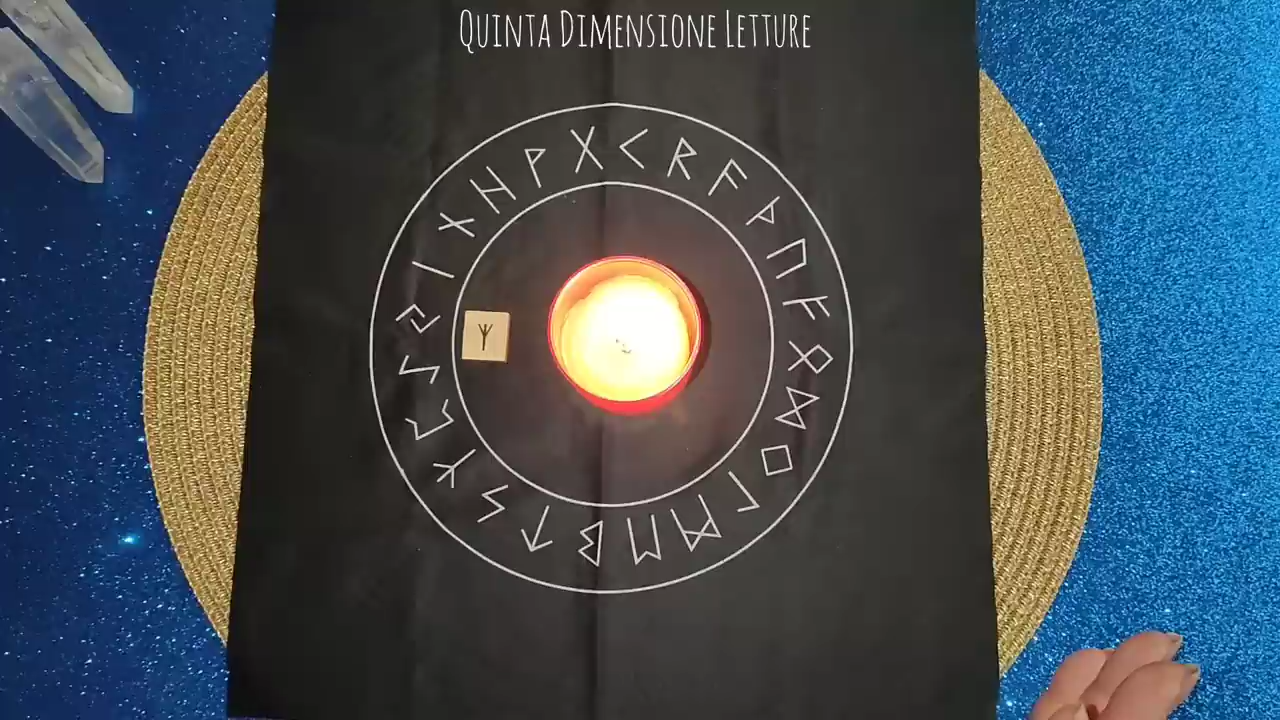 QUINTA DIMENSIONE LETTURE
ᚠ ᚢ ᚦ ᚨ ᚱ ᚲ ᚷ ᚹ ᚺ ᚾ ᛁ ᛃ ᛇ ᛈ ᛉ ᛊ ᛏ ᛒ ᛖ ᛗ ᛚ ᛜ ᛞ ᛟ
ᛉ